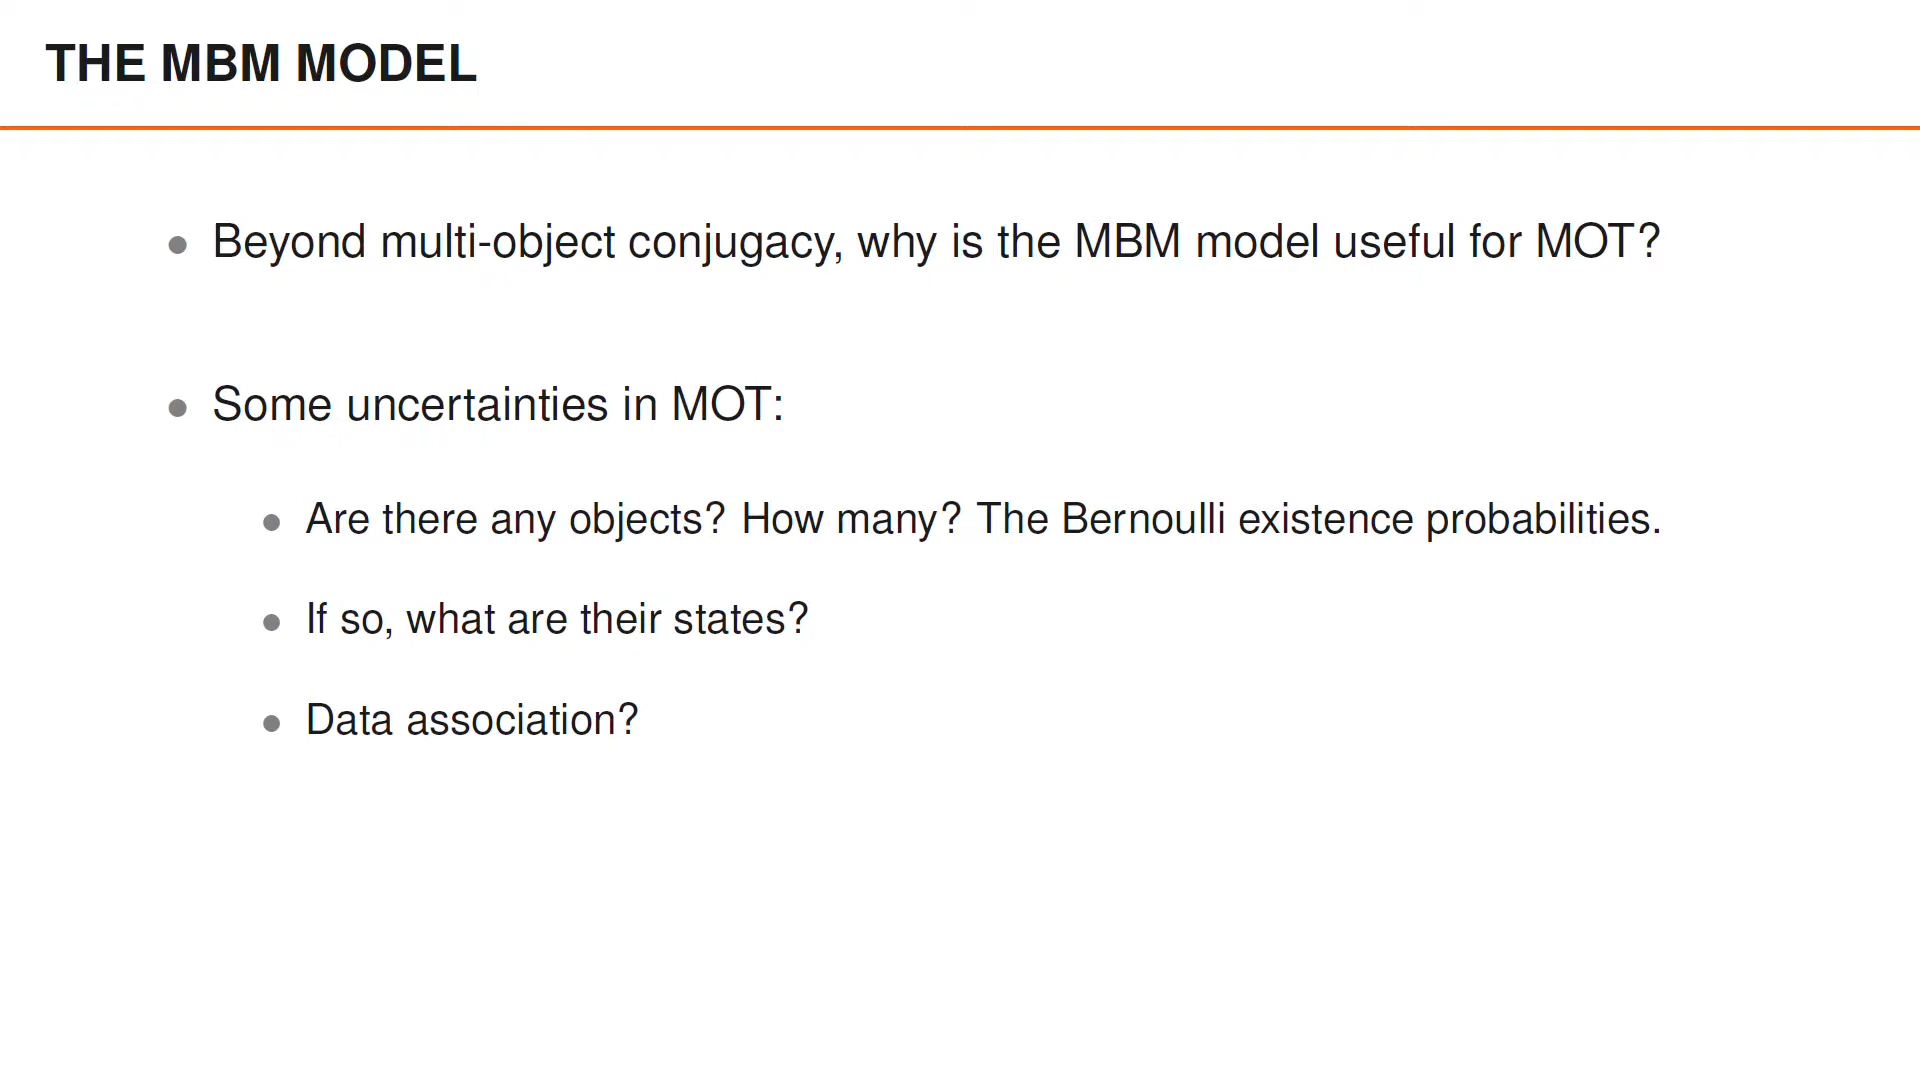 THE MBM MODEL
Beyond multi-object conjugacy, why is the MBM model useful for MOT?
Some uncertainties in MOT:
Are there any objects? How many? The Bernoulli existence probabilities.
If so, what are their states?
Data association?